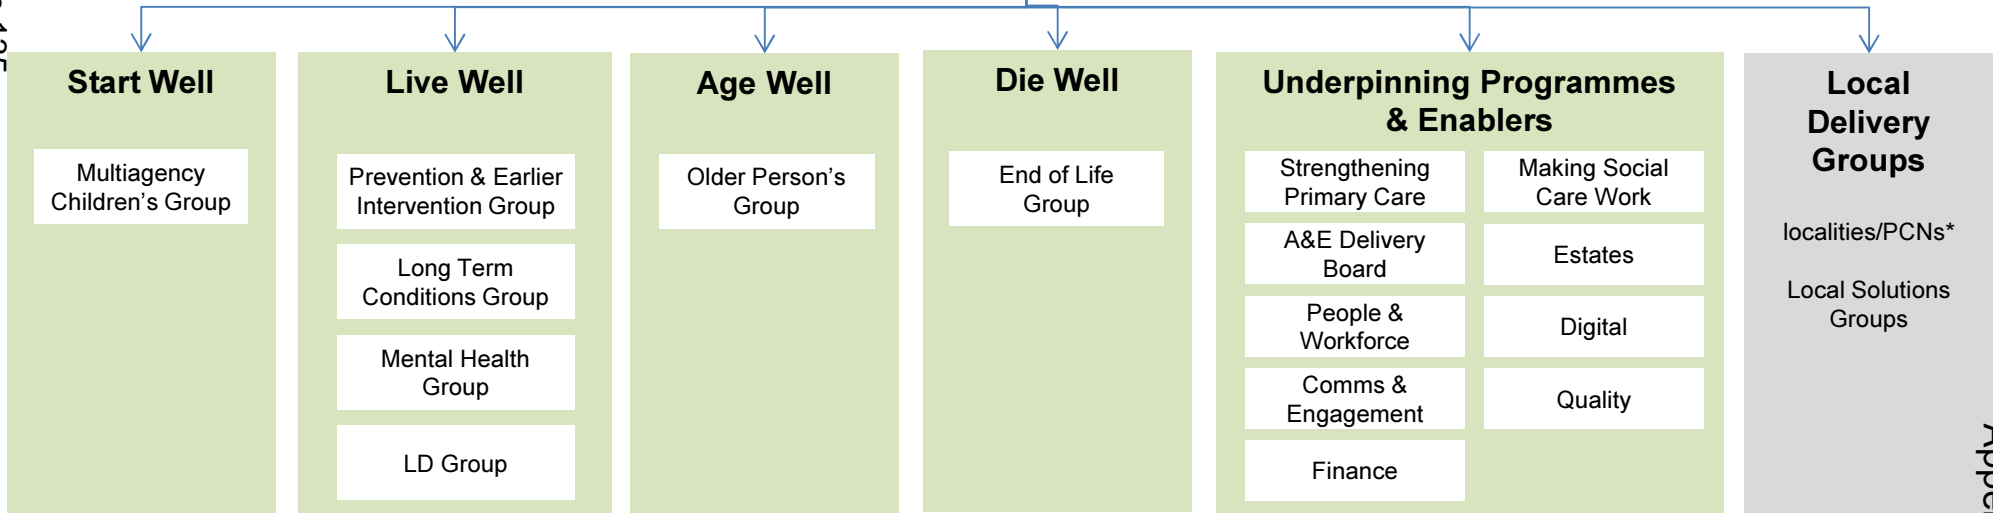 Start Well
Multiagency
Children's Group
Live Well
Prevention & Earlier
Intervention Group
Long Term
Conditions Group
Mental Health
Group
LD Group
Age Well
Older Person's
Group
Die Well
End of Life
Group
Underpinning Programmes
& Enablers
Strengthening
Primary Care
Making Social
Care Work
A&E Delivery
Board
Estates
People &
Workforce
Digital
Comms &
Engagement
Quality
Finance
Local
Delivery
Groups
localities/PCNs*
Local Solutions
Groups